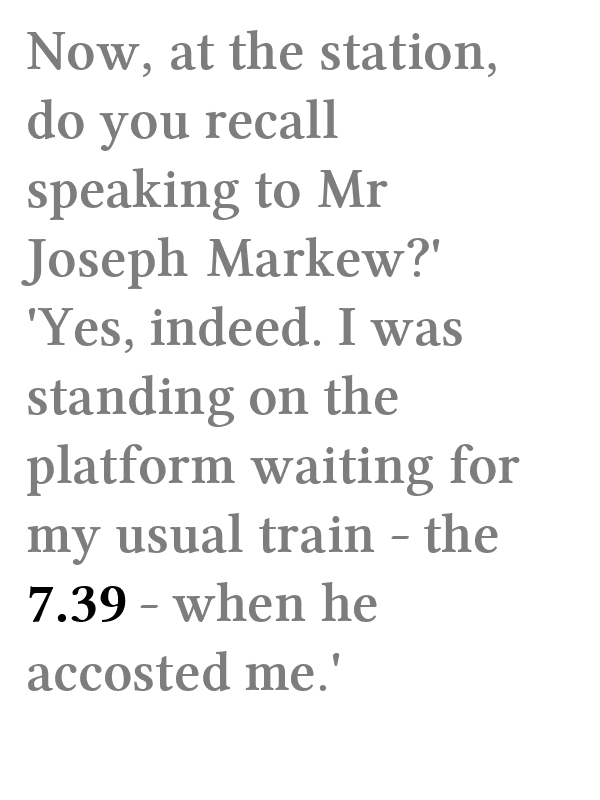 Now, at the station,
do you recall
speaking to Mr
Joseph Markew?'
'Yes, indeed. I was
standing on the
platform waiting for
my usual train - the
7.39 - when he
accosted me.'